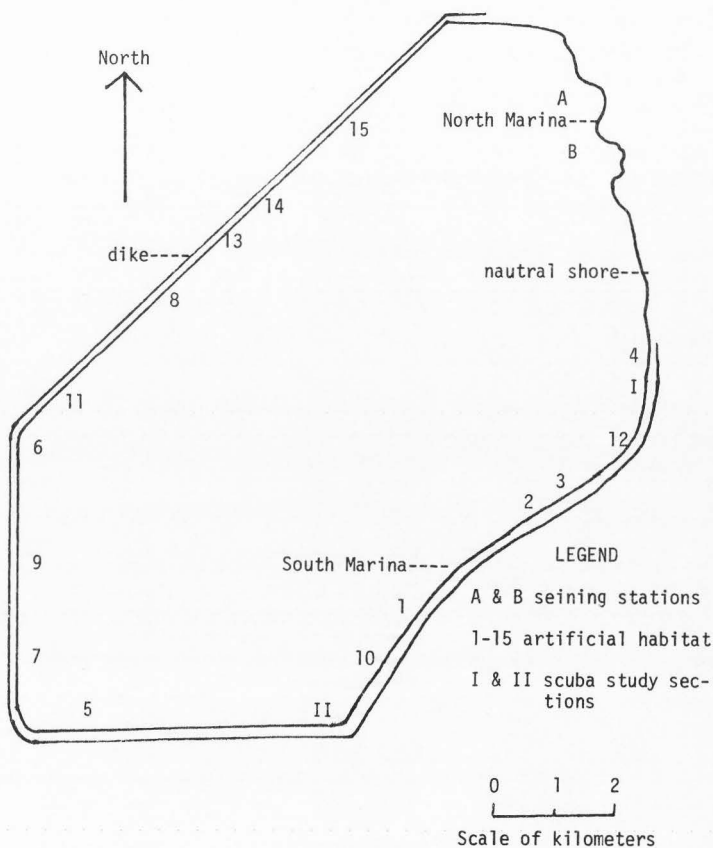 North
A
North Marina----
B
15
14
13
dike----
8
nautral shore---
4
I
11
6
12
3
2
9
South Marina----
LEGEND
1
A & B seining stations
7
10
1-15 artificial habitat
5
II
I & II scuba study sec-
tions
0 1 2
Scale of kilometers